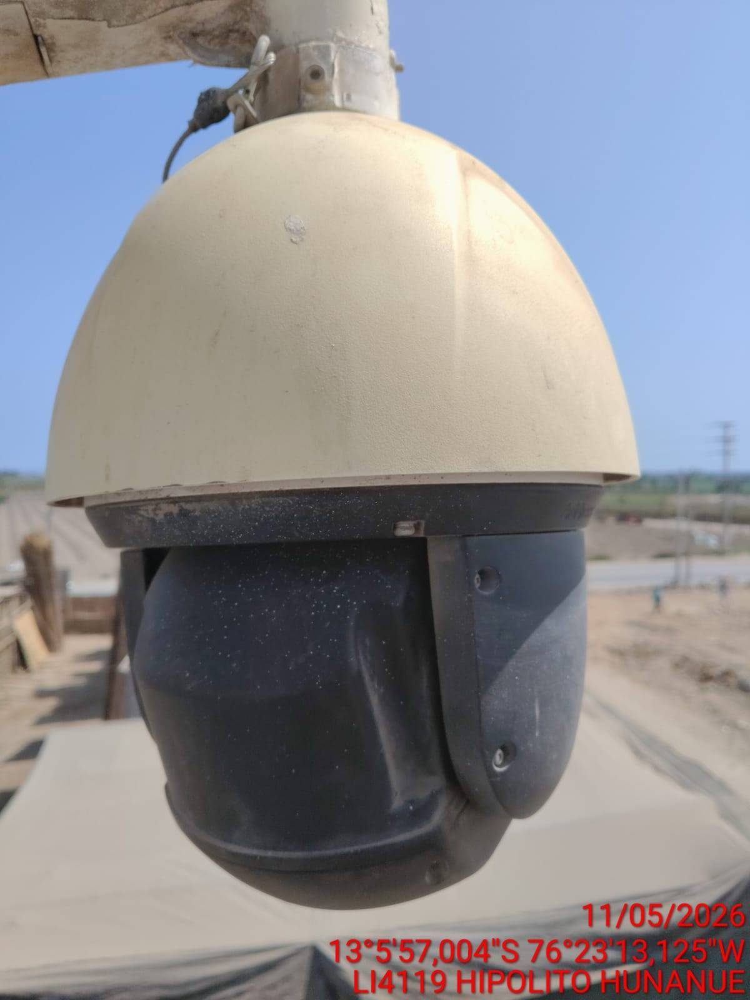 11/05/2026
13°5'57,004"S 76°23'13,125"W
LI4119 HIPOLITO HUNANUE